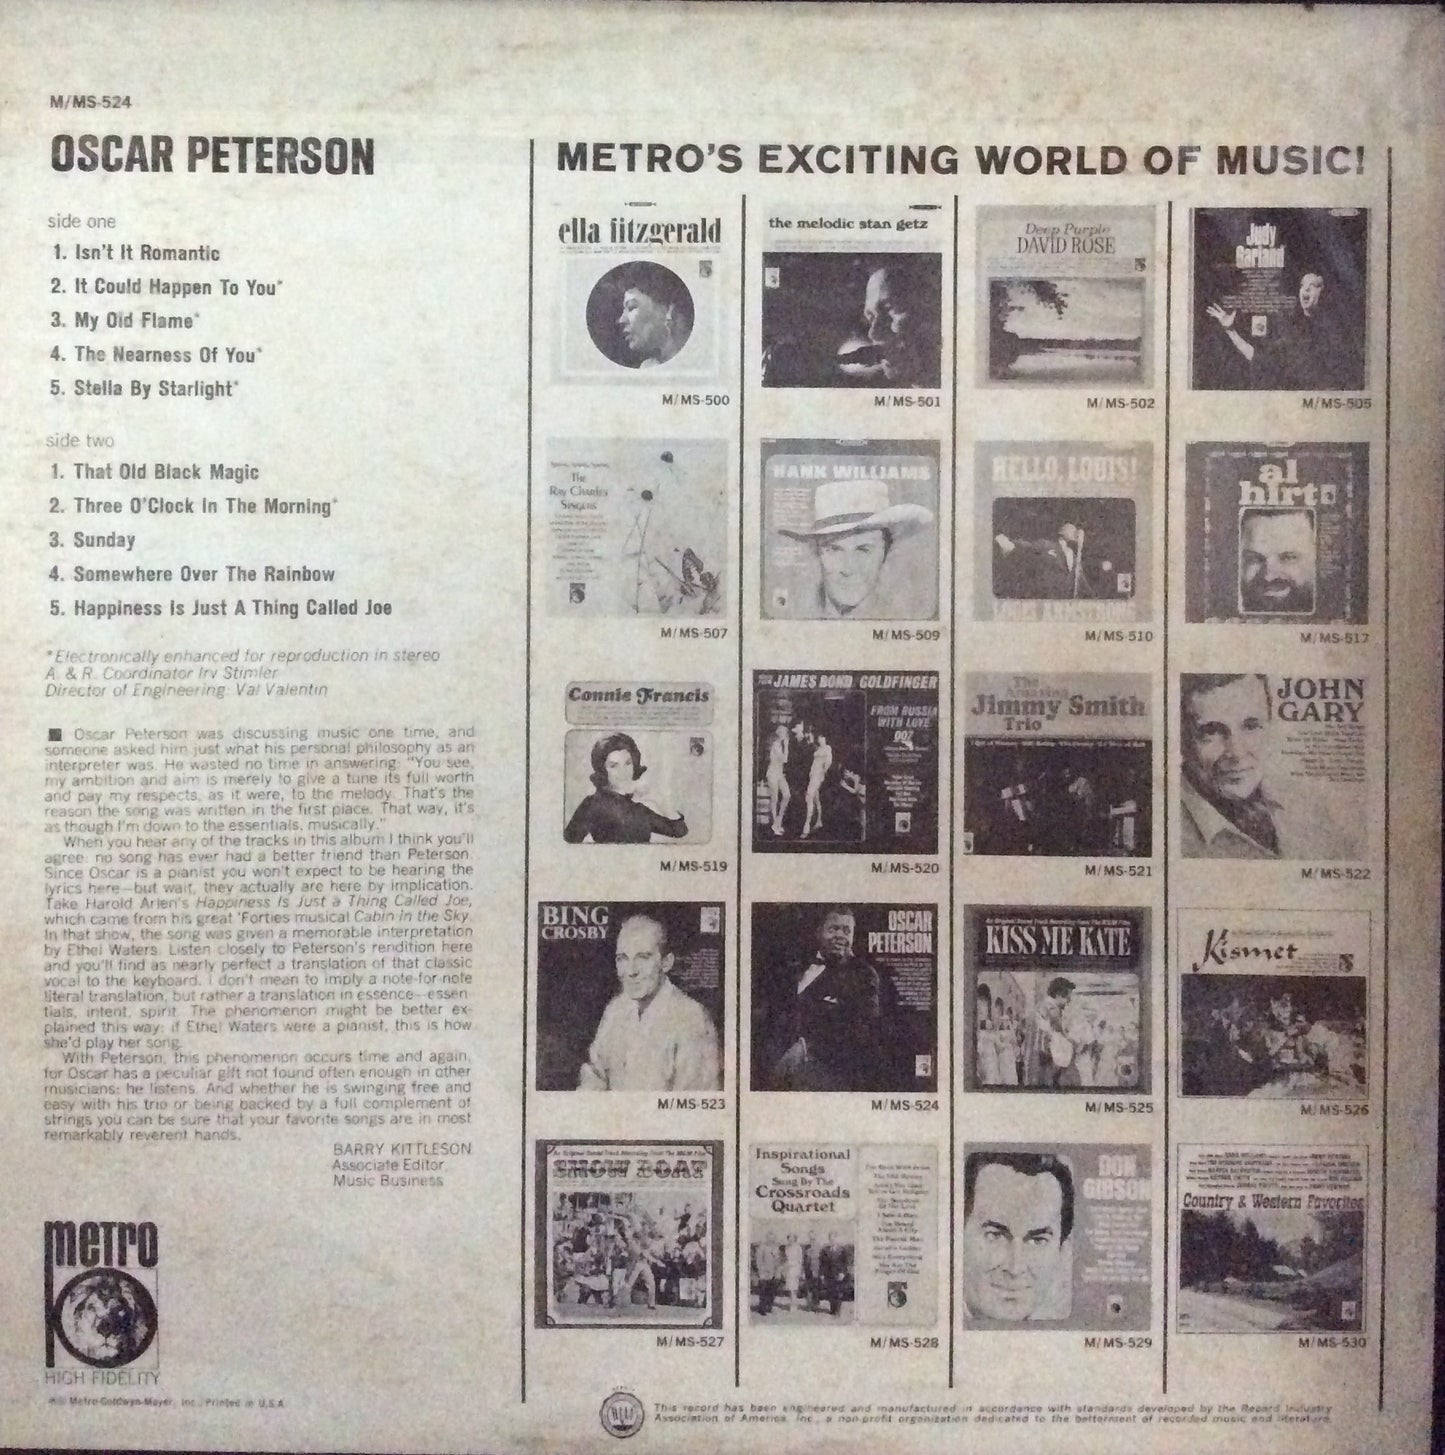 M/MS-524
OSCAR PETERSON
side one
1. Isn't It Romantic
2. It Could Happen To You*
3. My Old Flame*
4. The Nearness Of You*
5. Stella By Starlight*
side two
1. That Old Black Magic
2. Three O'Clock In The Morning*
3. Sunday
4. Somewhere Over The Rainbow
5. Happiness Is Just A Thing Called Joe
*Electronically enhanced for reproduction in stereo
A. & R. Coordinator Irv Stimler
Director of Engineering: Val Valentin
■ Oscar Peterson was discussing music one time, and
someone asked him just what his personal philosophy as an
interpreter was. He wasted no time in answering: "You see,
my ambition and aim is merely to give a tune its full worth
and pay my respects, as it were, to the melody. That's the
reason the song was written in the first place. That way, it's
as though I'm down to the essentials, musically."
When you hear any of the tracks in this album I think you'll
agree: no song has ever had a better friend than Peterson.
Since Oscar is a pianist you won't expect to be hearing the
lyrics here—but wait, they actually are here by implication.
Take Harold Arlen's Happiness Is Just a Thing Called Joe,
which came from his great 'Forties musical Cabin in the Sky.
In that show, the song was given a memorable interpretation
by Ethel Waters. Listen closely to Peterson's rendition here
and you'll find as nearly perfect a translation of that classic
vocal to the keyboard. I don't mean to imply a note-for-note
literal translation, but rather a translation in essence—essen-
tials, intent, spirit. The phenomenon might be better ex-
plained this way: if Ethel Waters were a pianist, this is how
she'd play her song.
With Peterson, this phenomenon occurs time and again,
for Oscar has a peculiar gift not found often enough in other
musicians: he listens. And whether he is swinging free and
easy with his trio or being backed by a full complement of
strings you can be sure that your favorite songs are in most
remarkably reverent hands.
BARRY KITTLESON
Associate Editor,
Music Business
metro
HIGH FIDELITY
Metro-Goldwyn-Mayer, Inc., Printed in U.S.A.
METRO'S EXCITING WORLD OF MUSIC!
ella fitzgerald
M/MS-500
the melodic stan getz
M/MS-501
Deep Purple
DAVID ROSE
M/MS-502
Judy
Garland
M/MS-505
The
Ray Charles
Singers
M/MS-507
HANK WILLIAMS
M/MS-509
HELLO, LOUIS!
LOUIS ARMSTRONG
M/MS-510
al
hirt
M/MS-517
Connie Francis
M/MS-519
JAMES BOND GOLDFINGER
FROM RUSSIA
WITH LOVE
007
M/MS-520
The
Amazing
Jimmy Smith
Trio
M/MS-521
JOHN
GARY
M/MS-522
BING
CROSBY
M/MS-523
OSCAR
PETERSON
M/MS-524
An Original Sound Track Recording From The MGM Film
KISS ME KATE
M/MS-525
Kismet
M/MS-526
An Original Sound Track Recording From The MGM Film
SHOW BOAT
M/MS-527
Inspirational
Songs
Sung By The
Crossroads
Quartet
M/MS-528
DON
GIBSON
M/MS-529
Country & Western Favorites
M/MS-530
This record has been engineered and manufactured in accordance with standards developed by the Record Industry
Association of America, Inc., a non-profit organization dedicated to the betterment of recorded music and literature.